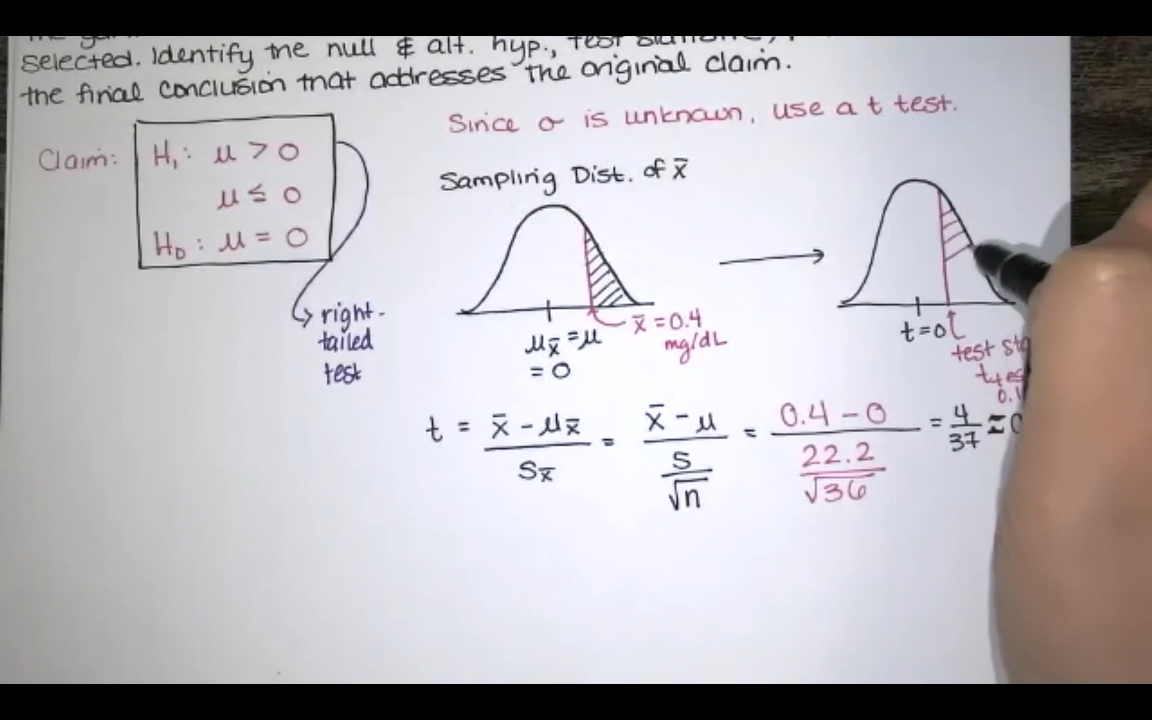 selected. Identify the null & alt. hyp., test
the final conclusion that addresses the original claim.
Since σ is unknown, use a t test.
Claim: H₁: μ > 0
μ ≤ 0
H₀: μ = 0
right-
tailed
test
Sampling Dist. of x̄
μx̄ = μ
= 0
x̄ = 0.4
mg/dL
t = 0
test
t = (x̄ - μx̄)/(sx̄) = (x̄ - μ)/(s/√n) = (0.4 - 0)/(22.2/√36) = 4/37 ≈ 0